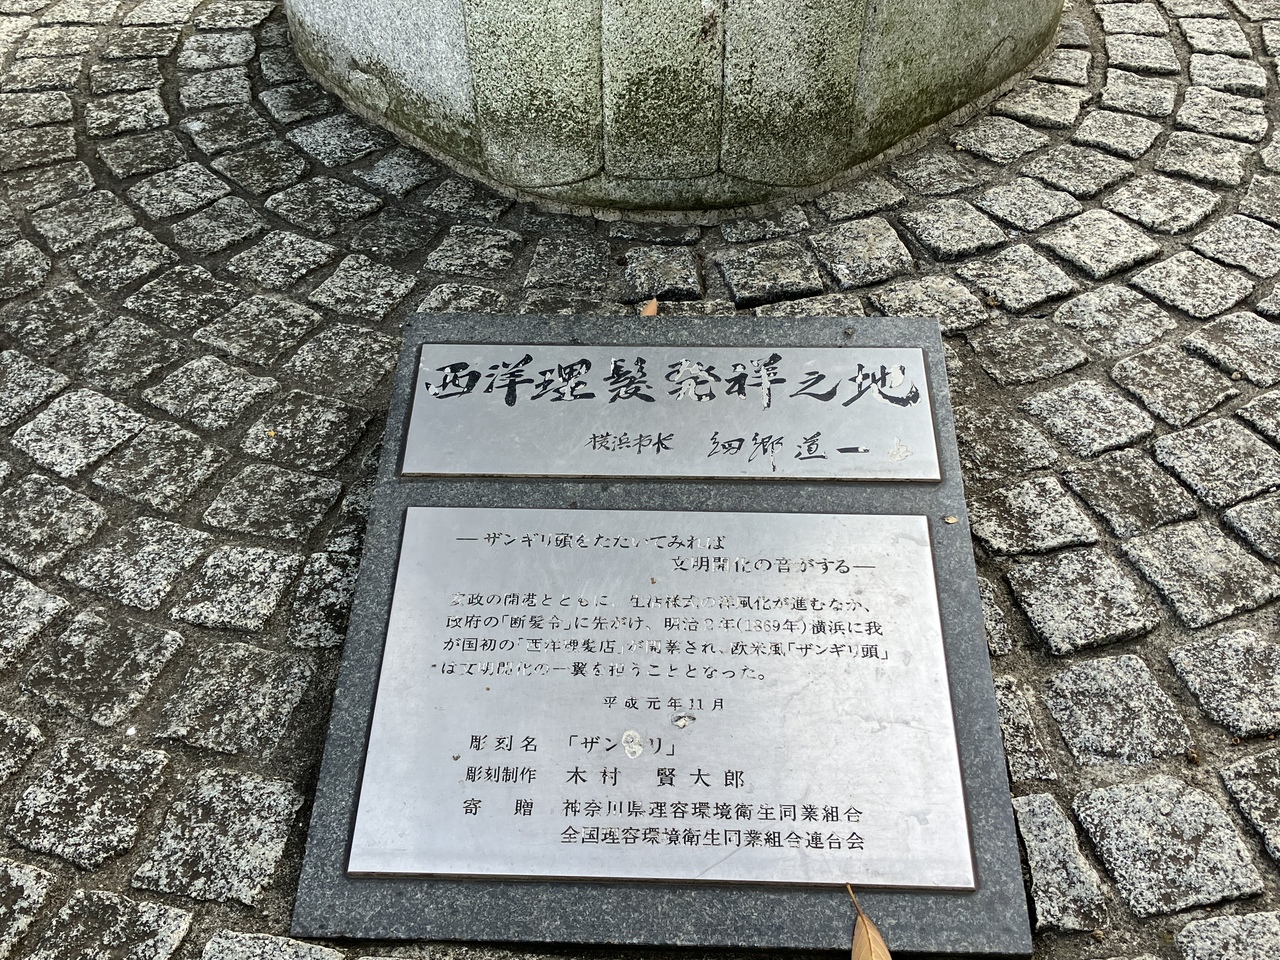 西洋理髪発祥之地
横浜市長 細郷道一
―ザンギリ頭をたたいてみれば
文明開化の音がする―
安政の開港とともに、生活様式の洋風化が進むなか、
政府の「断髪令」に先がけ、明治2年(1869年)横浜に我
が国初の「西洋理髪店」が開業され、欧米風「ザンギリ頭」
は文明開化の一翼を担うこととなった。
平成元年11月
彫刻名 「ザンギリ」
彫刻制作 木村 賢太郎
寄 贈 神奈川県理容環境衛生同業組合
全国理容環境衛生同業組合連合会